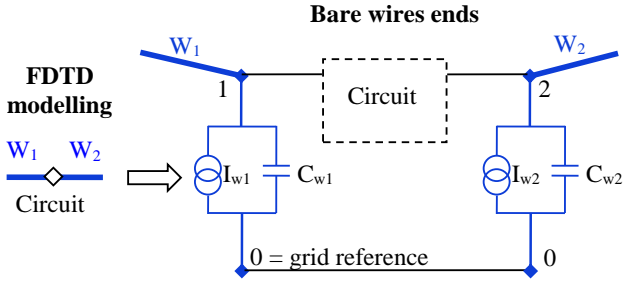 Bare wires ends
W1
W2
FDTD
modelling
1
Circuit
2
W1 W2
Circuit
Iw1
Cw1
Iw2
Cw2
0 = grid reference
0